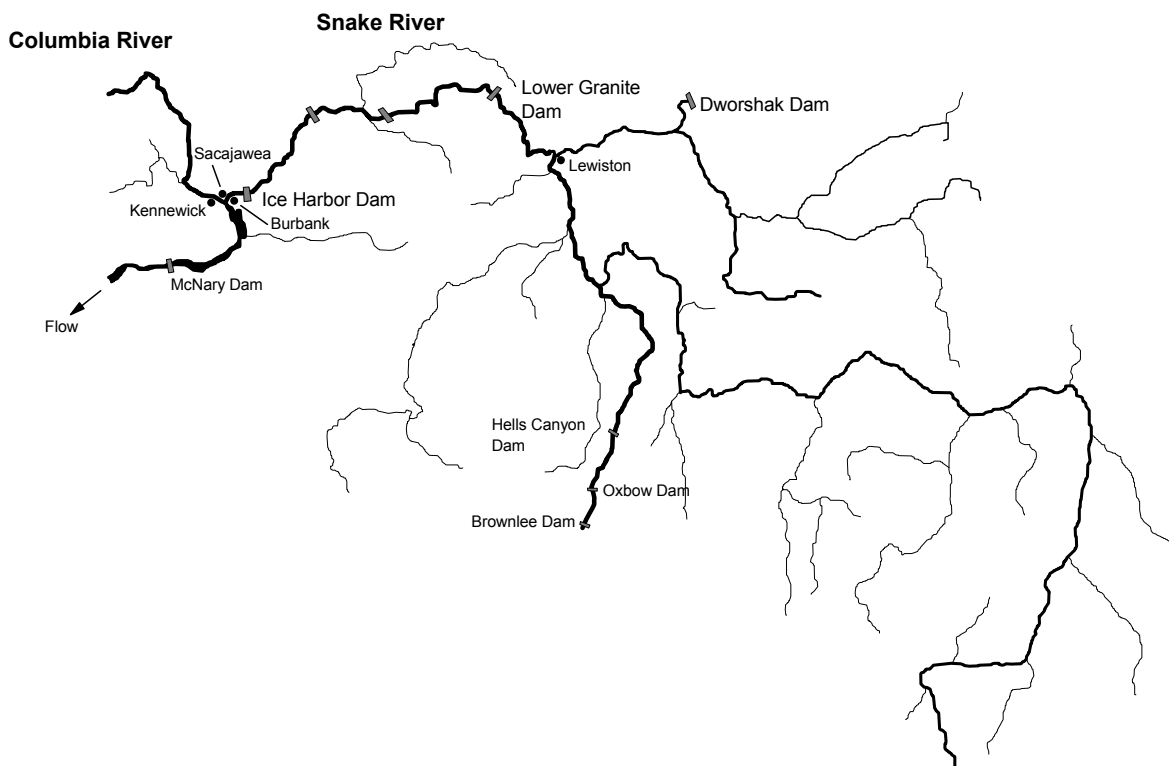 Snake River
Columbia River
Lower Granite
Dam
Dworshak Dam
Sacajawea
Lewiston
Ice Harbor Dam
Kennewick
Burbank
McNary Dam
Flow
Hells Canyon
Dam
Oxbow Dam
Brownlee Dam